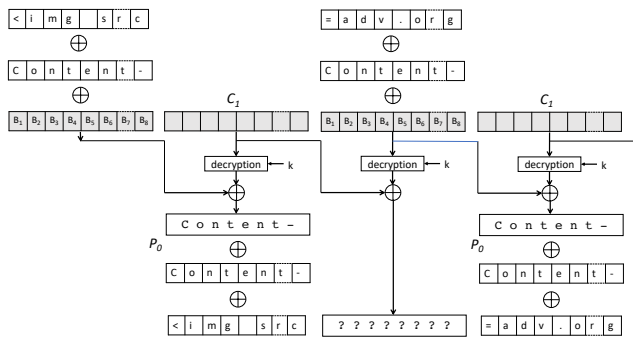 < i m g s r c
= a d v . o r g
C o n t e n t -
C o n t e n t -
C₁
C₁
B₁ B₂ B₃ B₄ B₅ B₆ B₇ B₈
B₁ B₂ B₃ B₄ B₅ B₆ B₇ B₈
decryption k
decryption k
decryption k
C o n t e n t -
C o n t e n t -
P₀
P₀
C o n t e n t -
C o n t e n t -
< i m g s r c
? ? ? ? ? ? ? ?
= a d v . o r g